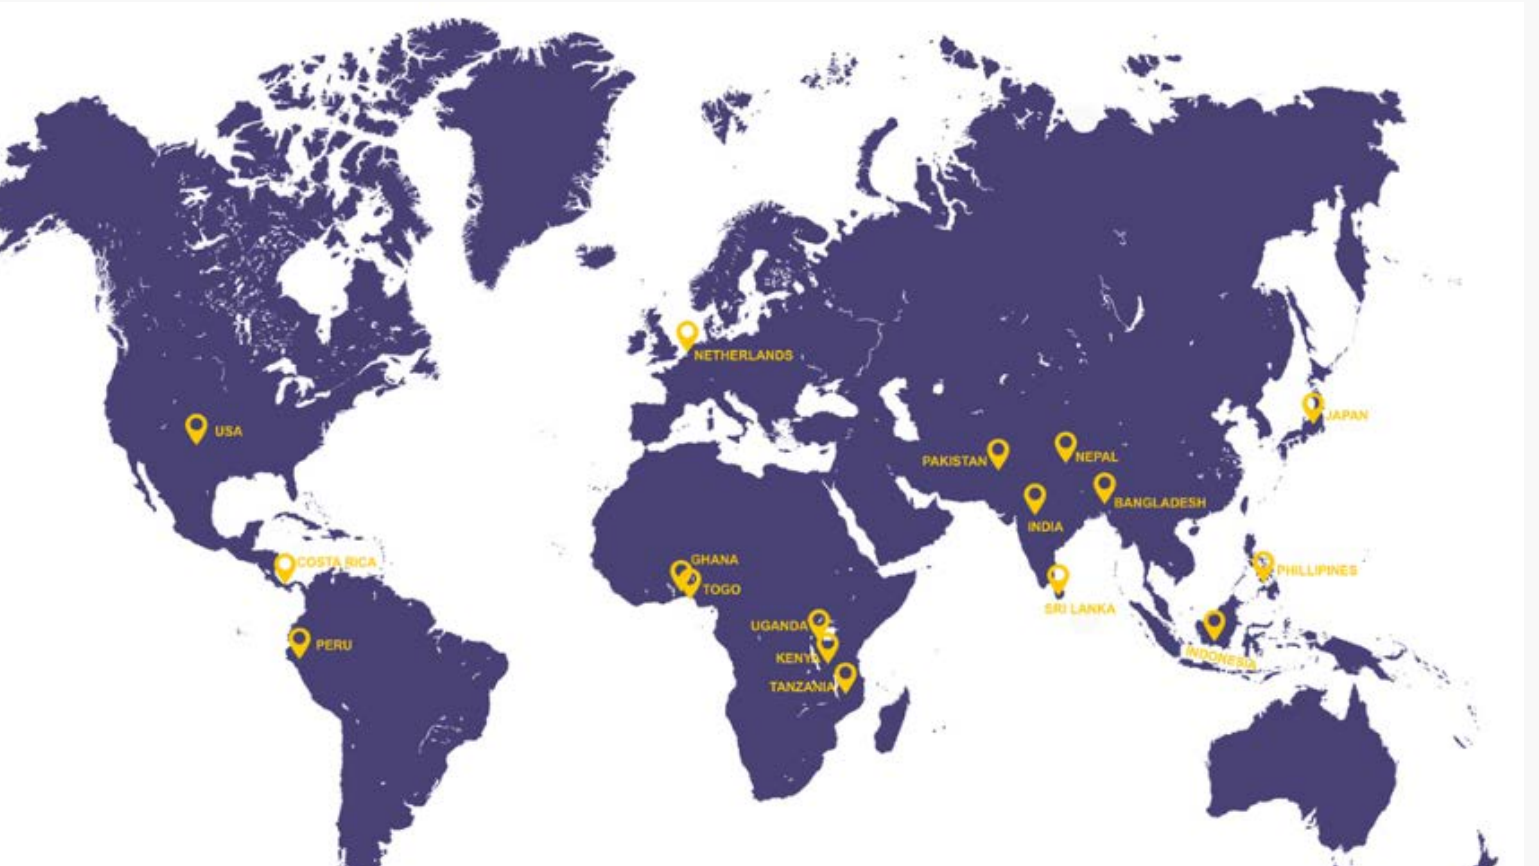 NETHERLANDS
JAPAN
USA
PAKISTAN
NEPAL
BANGLADESH
INDIA
GHANA
COSTA RICA
PHILLIPINES
TOGO
SRI LANKA
UGANDA
PERU
KENYA
INDONESIA
TANZANIA